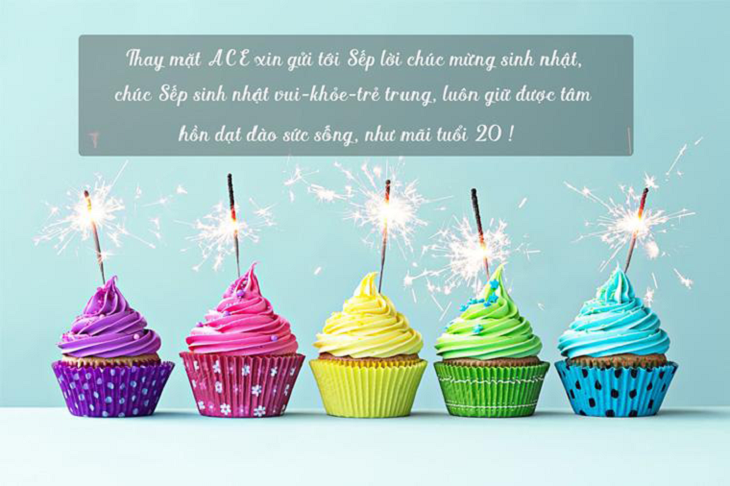 Thay mặt ACE xin gửi tới Sếp lời chúc mừng sinh nhật,
chúc Sếp sinh nhật vui-khỏe-trẻ trung, luôn giữ được tâm
hồn dạt dào sức sống, như mãi tuổi 20 !